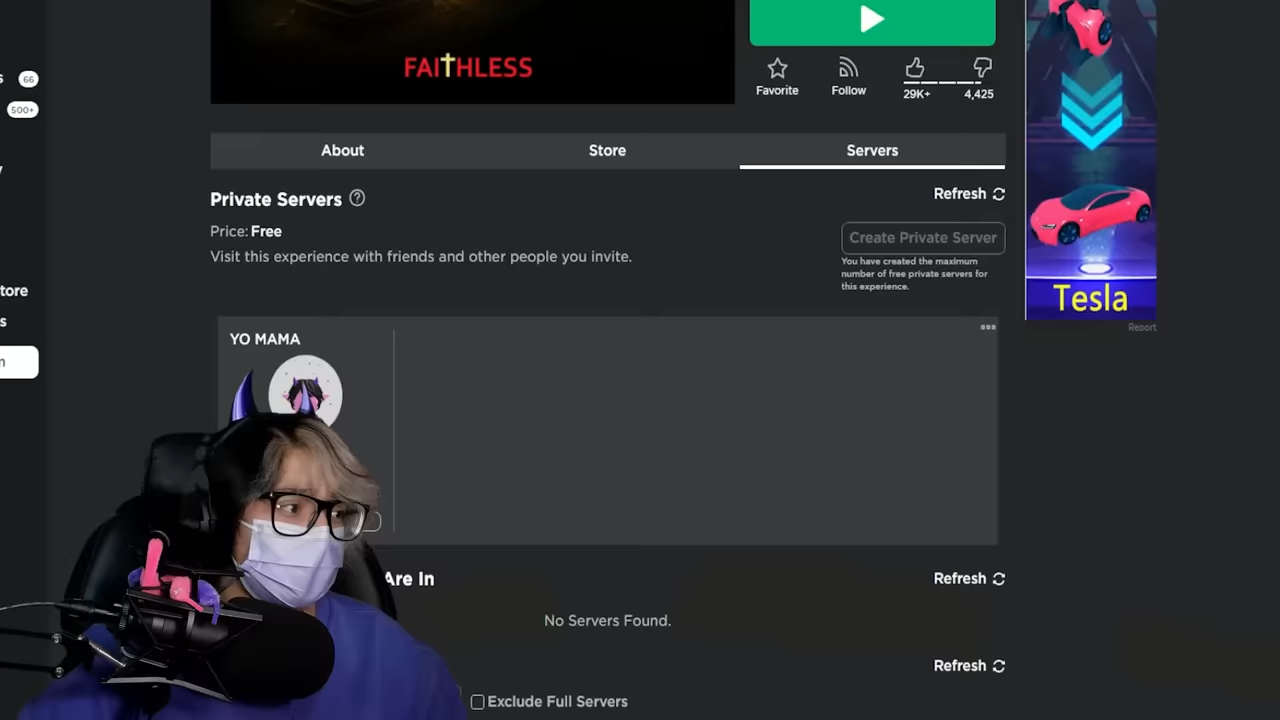 FAI†HLESS
Favorite
Follow
29K+
4,425
s 66
500+
y
tore
s
n
About
Store
Servers
Private Servers
Refresh
Price: Free
Visit this experience with friends and other people you invite.
Create Private Server
You have created the maximum
number of free private servers for
this experience.
Tesla
Report
YO MAMA
Are In
Refresh
No Servers Found.
Refresh
Exclude Full Servers